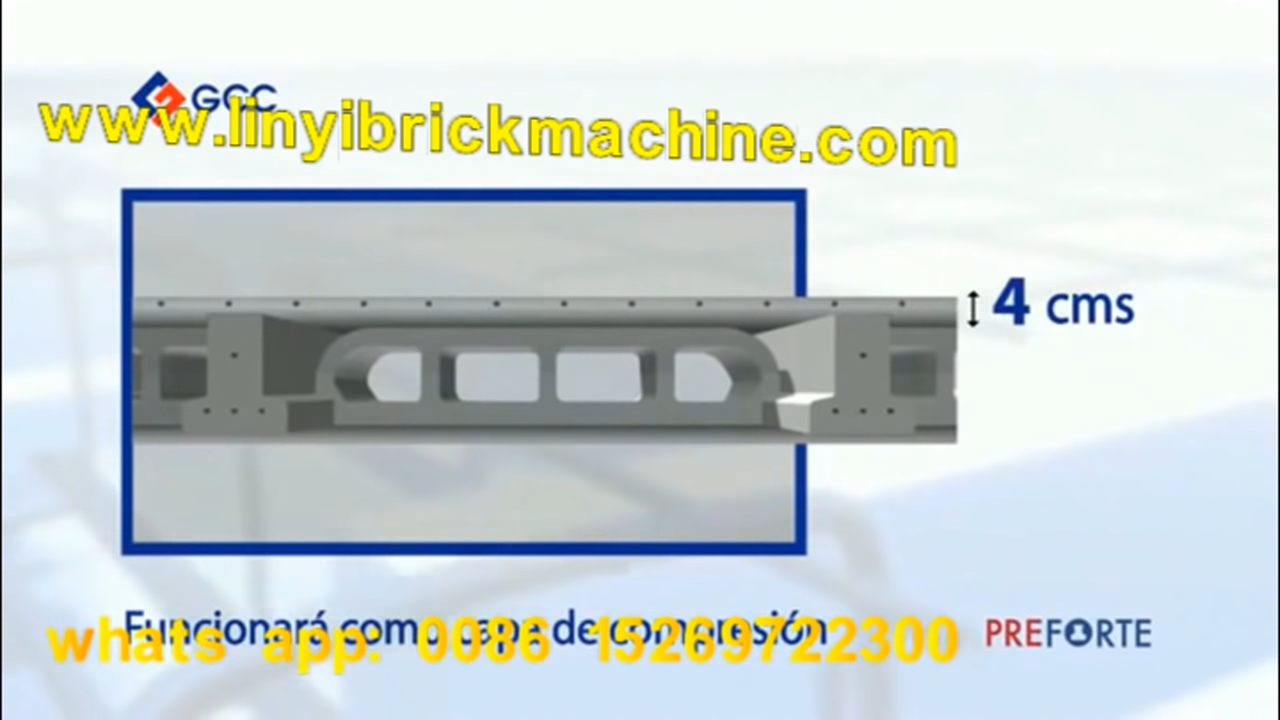 GCC
www.linyibrickmachine.com
4 cms
Funcionará como capa de compresión
whats app: 0086 15269722300
PREFORTE